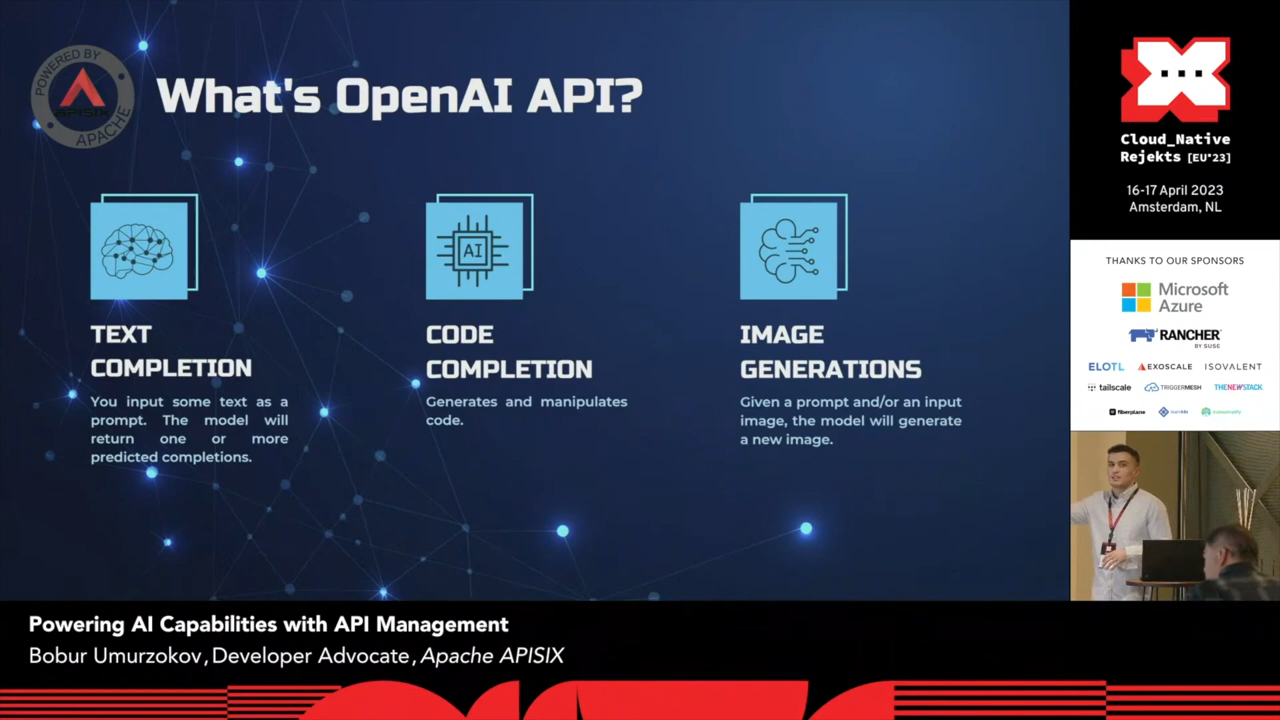 POWERED BY
APISIX
APACHE
What's OpenAI API?
AI
TEXT
COMPLETION
You input some text as a
prompt. The model will
return one or more
predicted completions.
CODE
COMPLETION
Generates and manipulates
code.
IMAGE
GENERATIONS
Given a prompt and/or an input
image, the model will generate
a new image.
Cloud_Native
Rejekts [EU'23]
16-17 April 2023
Amsterdam, NL
THANKS TO OUR SPONSORS
Microsoft
Azure
RANCHER
BY SUSE
ELOTL EXOSCALE ISOVALENT
tailscale TRIGGERMESH THENEWSTACK
fiberplane
Powering AI Capabilities with API Management
Bobur Umurzokov, Developer Advocate, Apache APISIX